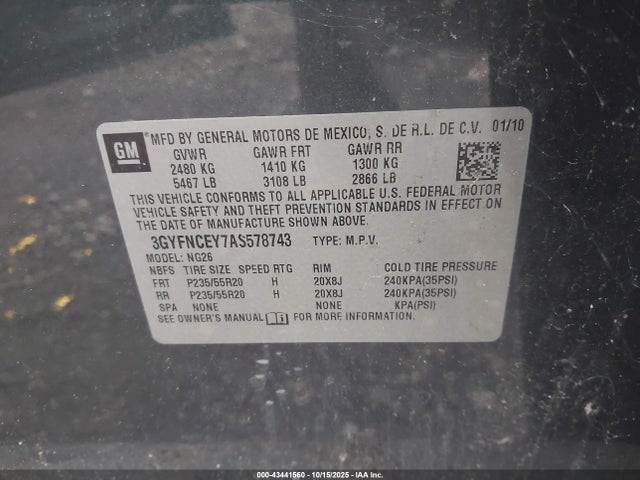 GM MFD BY GENERAL MOTORS DE MEXICO, S. DE R.L. DE C.V. 01/10
GVWR GAWR FRT GAWR RR
2480 KG 1410 KG 1300 KG
5467 LB 3108 LB 2866 LB
THIS VEHICLE CONFORMS TO ALL APPLICABLE U.S. FEDERAL MOTOR
VEHICLE SAFETY AND THEFT PREVENTION STANDARDS IN EFFECT ON
THE DATE OF MANUFACTURE SHOWN ABOVE.
3GYFNCEY7AS578743 TYPE: M.P.V.
MODEL: NG26
NBFS TIRE SIZE SPEED RTG RIM COLD TIRE PRESSURE
FRT P235/55R20 H 20X8J 240KPA(35PSI)
RR P235/55R20 H 20X8J 240KPA(35PSI)
SPA NONE NONE KPA(PSI)
SEE OWNER'S MANUAL FOR MORE INFORMATION.
000-43441560 - 10/15/2025 - IAA Inc.